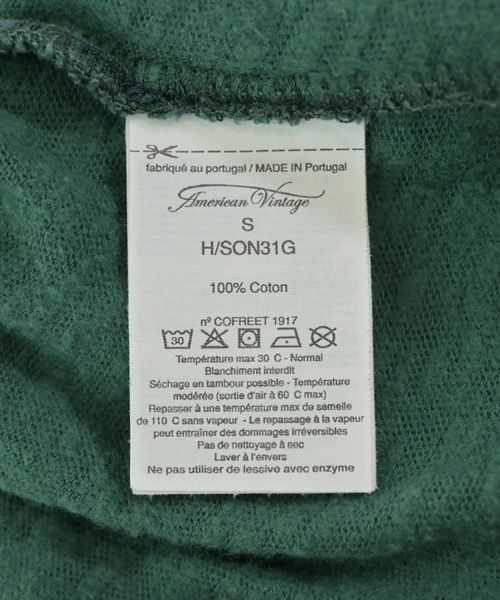 fabriqué au portugal / MADE IN Portugal
American Vintage
S
H/SON31G
100% Coton
nº COFREET 1917
30
Température max 30 C - Normal
Blanchiment interdit
Séchage en tambour possible - Température
modérée (sortie d'air à 60 C max)
Repasser à une température max de semelle
de 110 C sans vapeur - Le repassage à la vapeur
peut entraîner des dommages irréversibles
Pas de nettoyage à sec
Laver à l'envers
Ne pas utiliser de lessive avec enzyme